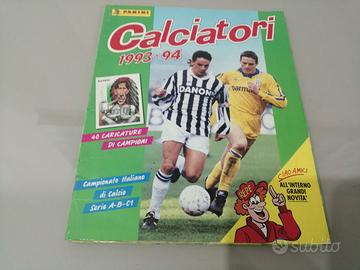 PANINI
Calciatori
1993-94
DANONE
40 CARICATURE
DI CAMPIONI
Campionato Italiano
di Calcio
Serie A-B-C1
CIAO AMICI
ALL'INTERNO
GRANDI
NOVITA'
subito